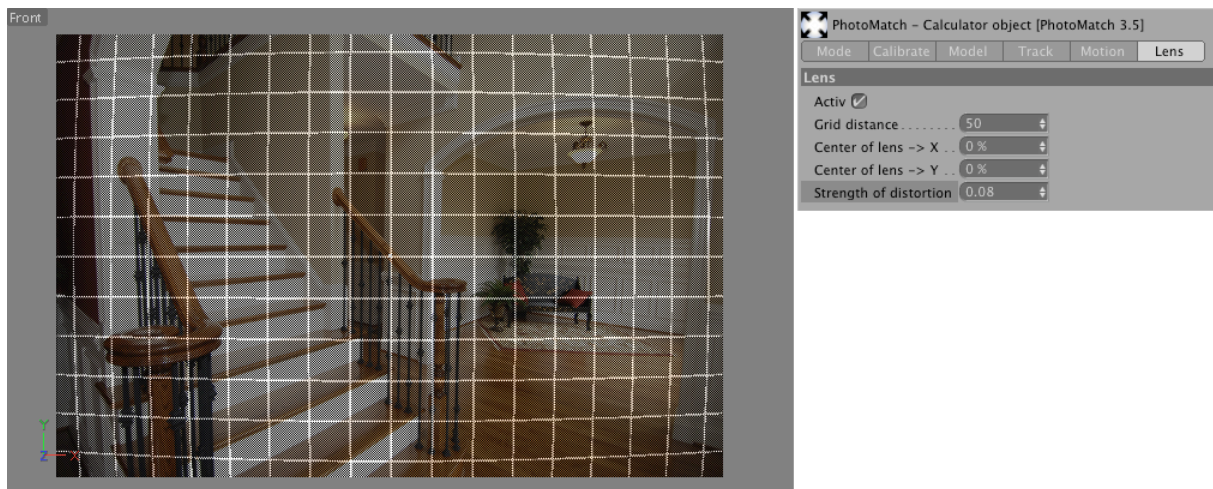 Front
Y
Z X
PhotoMatch - Calculator object [PhotoMatch 3.5]
Mode Calibrate Model Track Motion Lens
Lens
Activ
Grid distance . . . . . . . . 50
Center of lens -> X . . 0 %
Center of lens -> Y . . 0 %
Strength of distortion 0.08